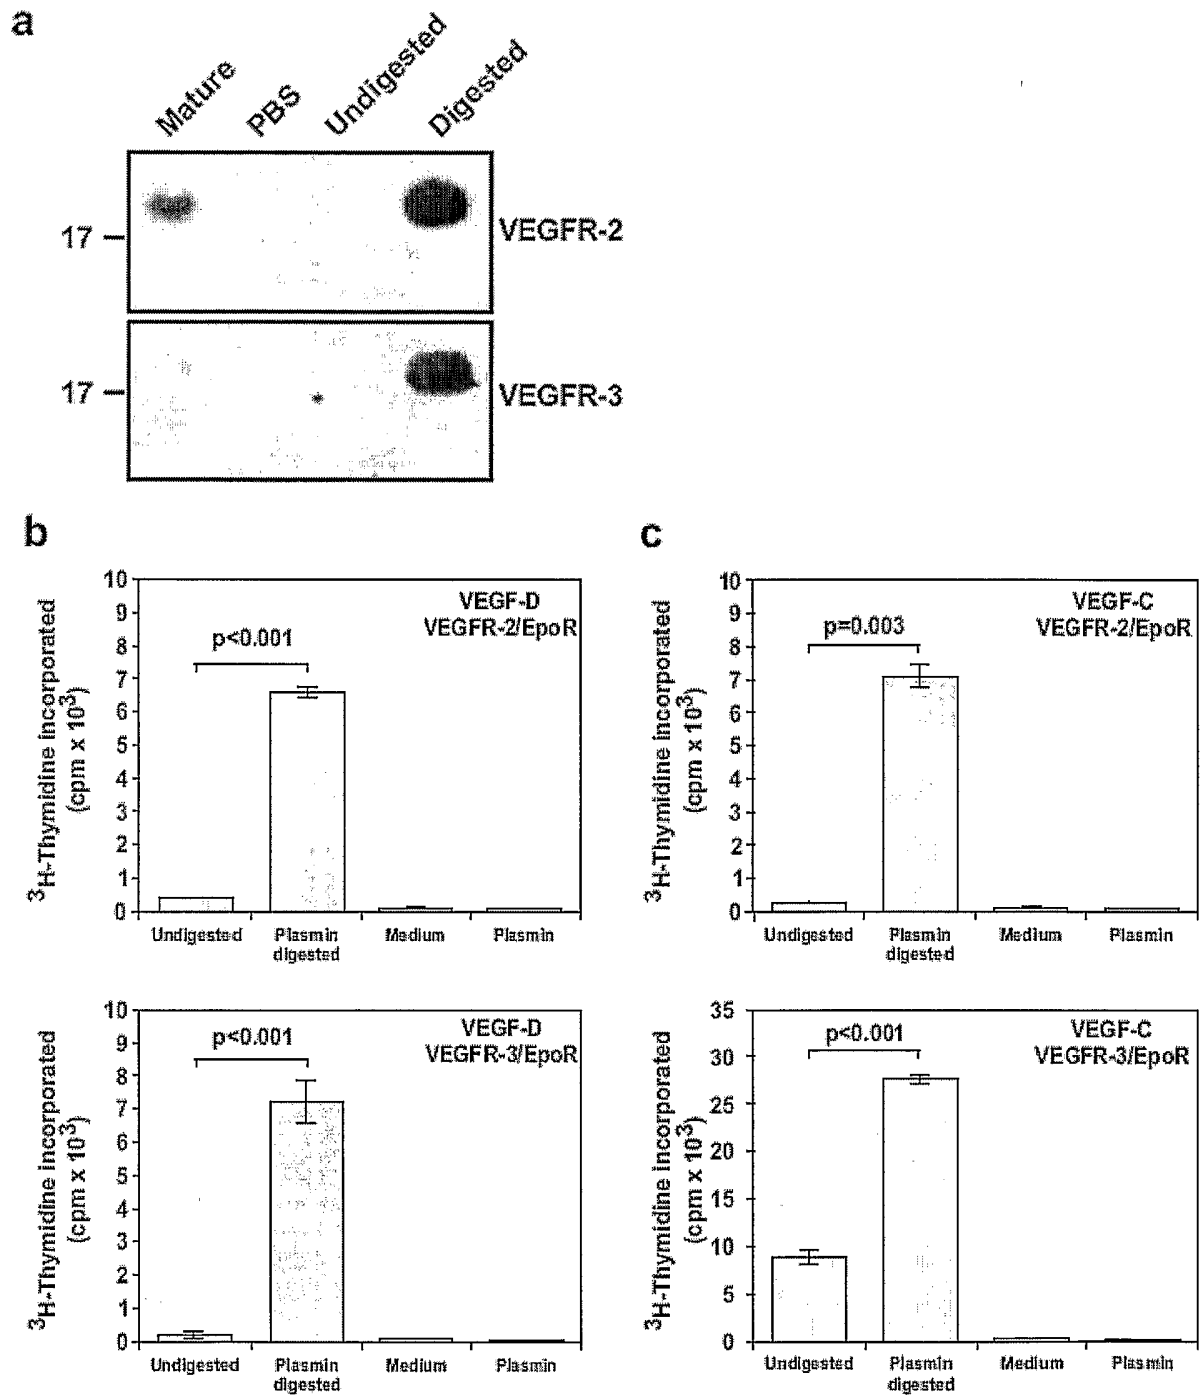 a
Mature
PBS
Undigested
Digested
17
VEGFR-2
17
VEGFR-3
b
10
9
8
7
6
5
4
3
2
1
0
³H-Thymidine incorporated
(cpm x 10³)
VEGF-D
VEGFR-2/EpoR
p<0.001
Undigested
Plasmin
digested
Medium
Plasmin
c
10
9
8
7
6
5
4
3
2
1
0
³H-Thymidine incorporated
(cpm x 10³)
VEGF-C
VEGFR-2/EpoR
p=0.003
Undigested
Plasmin
digested
Medium
Plasmin
10
9
8
7
6
5
4
3
2
1
0
³H-Thymidine incorporated
(cpm x 10³)
VEGF-D
VEGFR-3/EpoR
p<0.001
Undigested
Plasmin
digested
Medium
Plasmin
35
30
25
20
15
10
5
0
³H-Thymidine incorporated
(cpm x 10³)
VEGF-C
VEGFR-3/EpoR
p<0.001
Undigested
Plasmin
digested
Medium
Plasmin